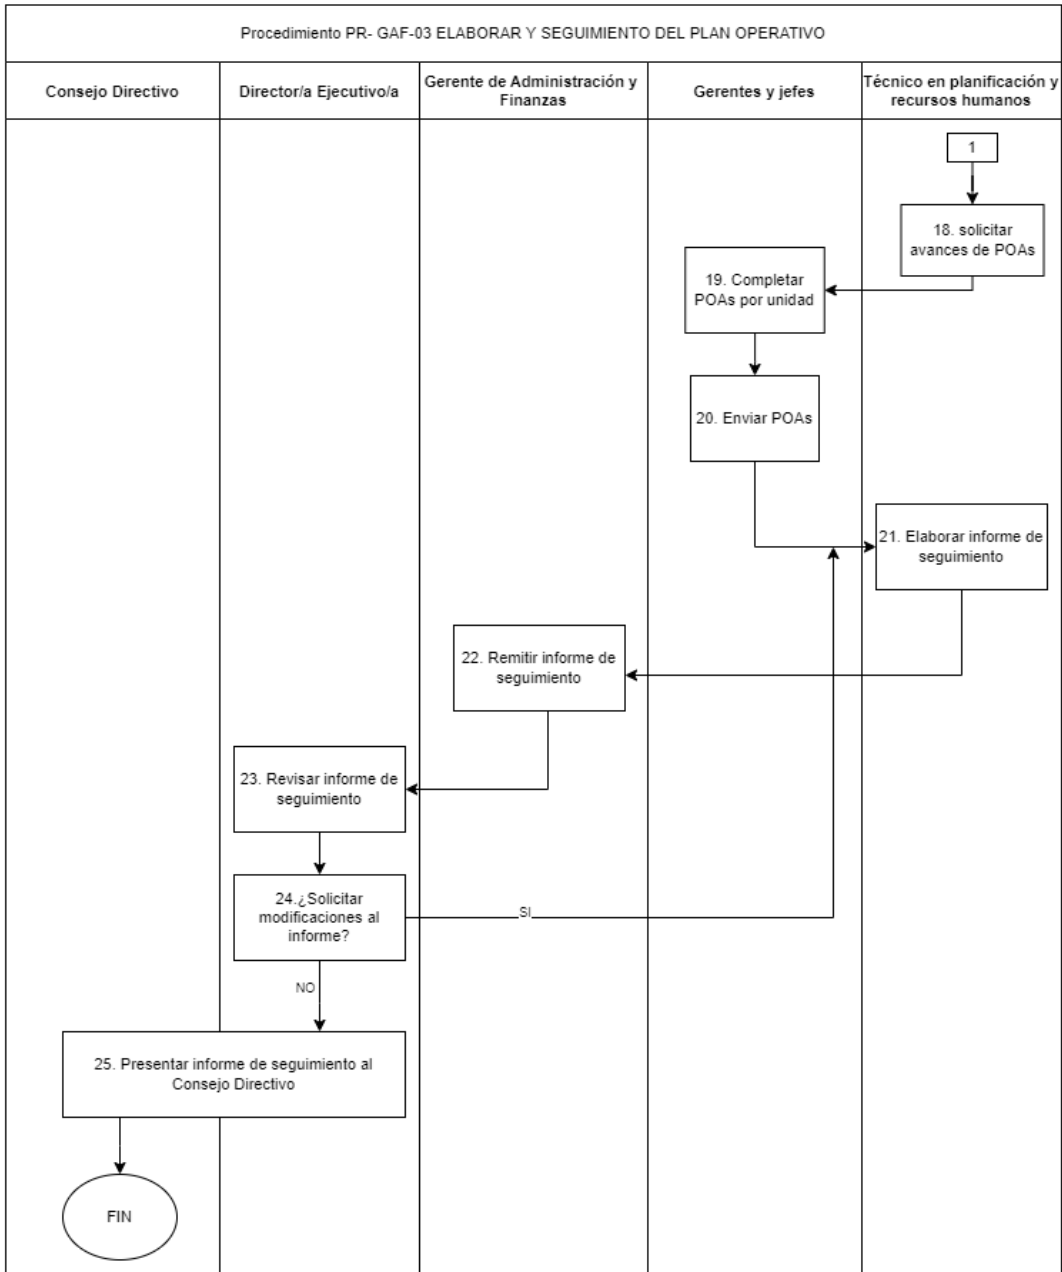 Procedimiento PR- GAF-03 ELABORAR Y SEGUIMIENTO DEL PLAN OPERATIVO
Consejo Directivo
Director/a Ejecutivo/a
Gerente de Administración y
Finanzas
Gerentes y jefes
Técnico en planificación y
recursos humanos
1
18. solicitar
avances de POAs
19. Completar
POAs por unidad
20. Enviar POAs
21. Elaborar informe de
seguimiento
22. Remitir informe de
seguimiento
23. Revisar informe de
seguimiento
24.¿Solicitar
modificaciones al
informe?
SI
NO
25. Presentar informe de seguimiento al
Consejo Directivo
FIN